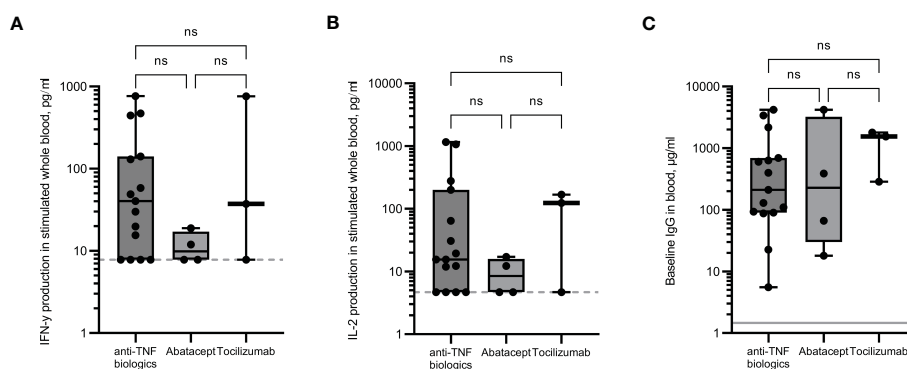 A
B
C
ns
ns
ns
IFN-y production in stimulated whole blood, pg/ml
1000
100
10
1
anti-TNF
biologics
Abatacept
Tocilizumab
ns
ns
ns
IL-2 production in stimulated whole blood, pg/ml
10000
1000
100
10
1
anti-TNF
biologics
Abatacept
Tocilizumab
ns
ns
ns
Baseline IgG in blood, µg/ml
10000
1000
100
10
1
anti-TNF
biologics
Abatacept
Tocilizumab